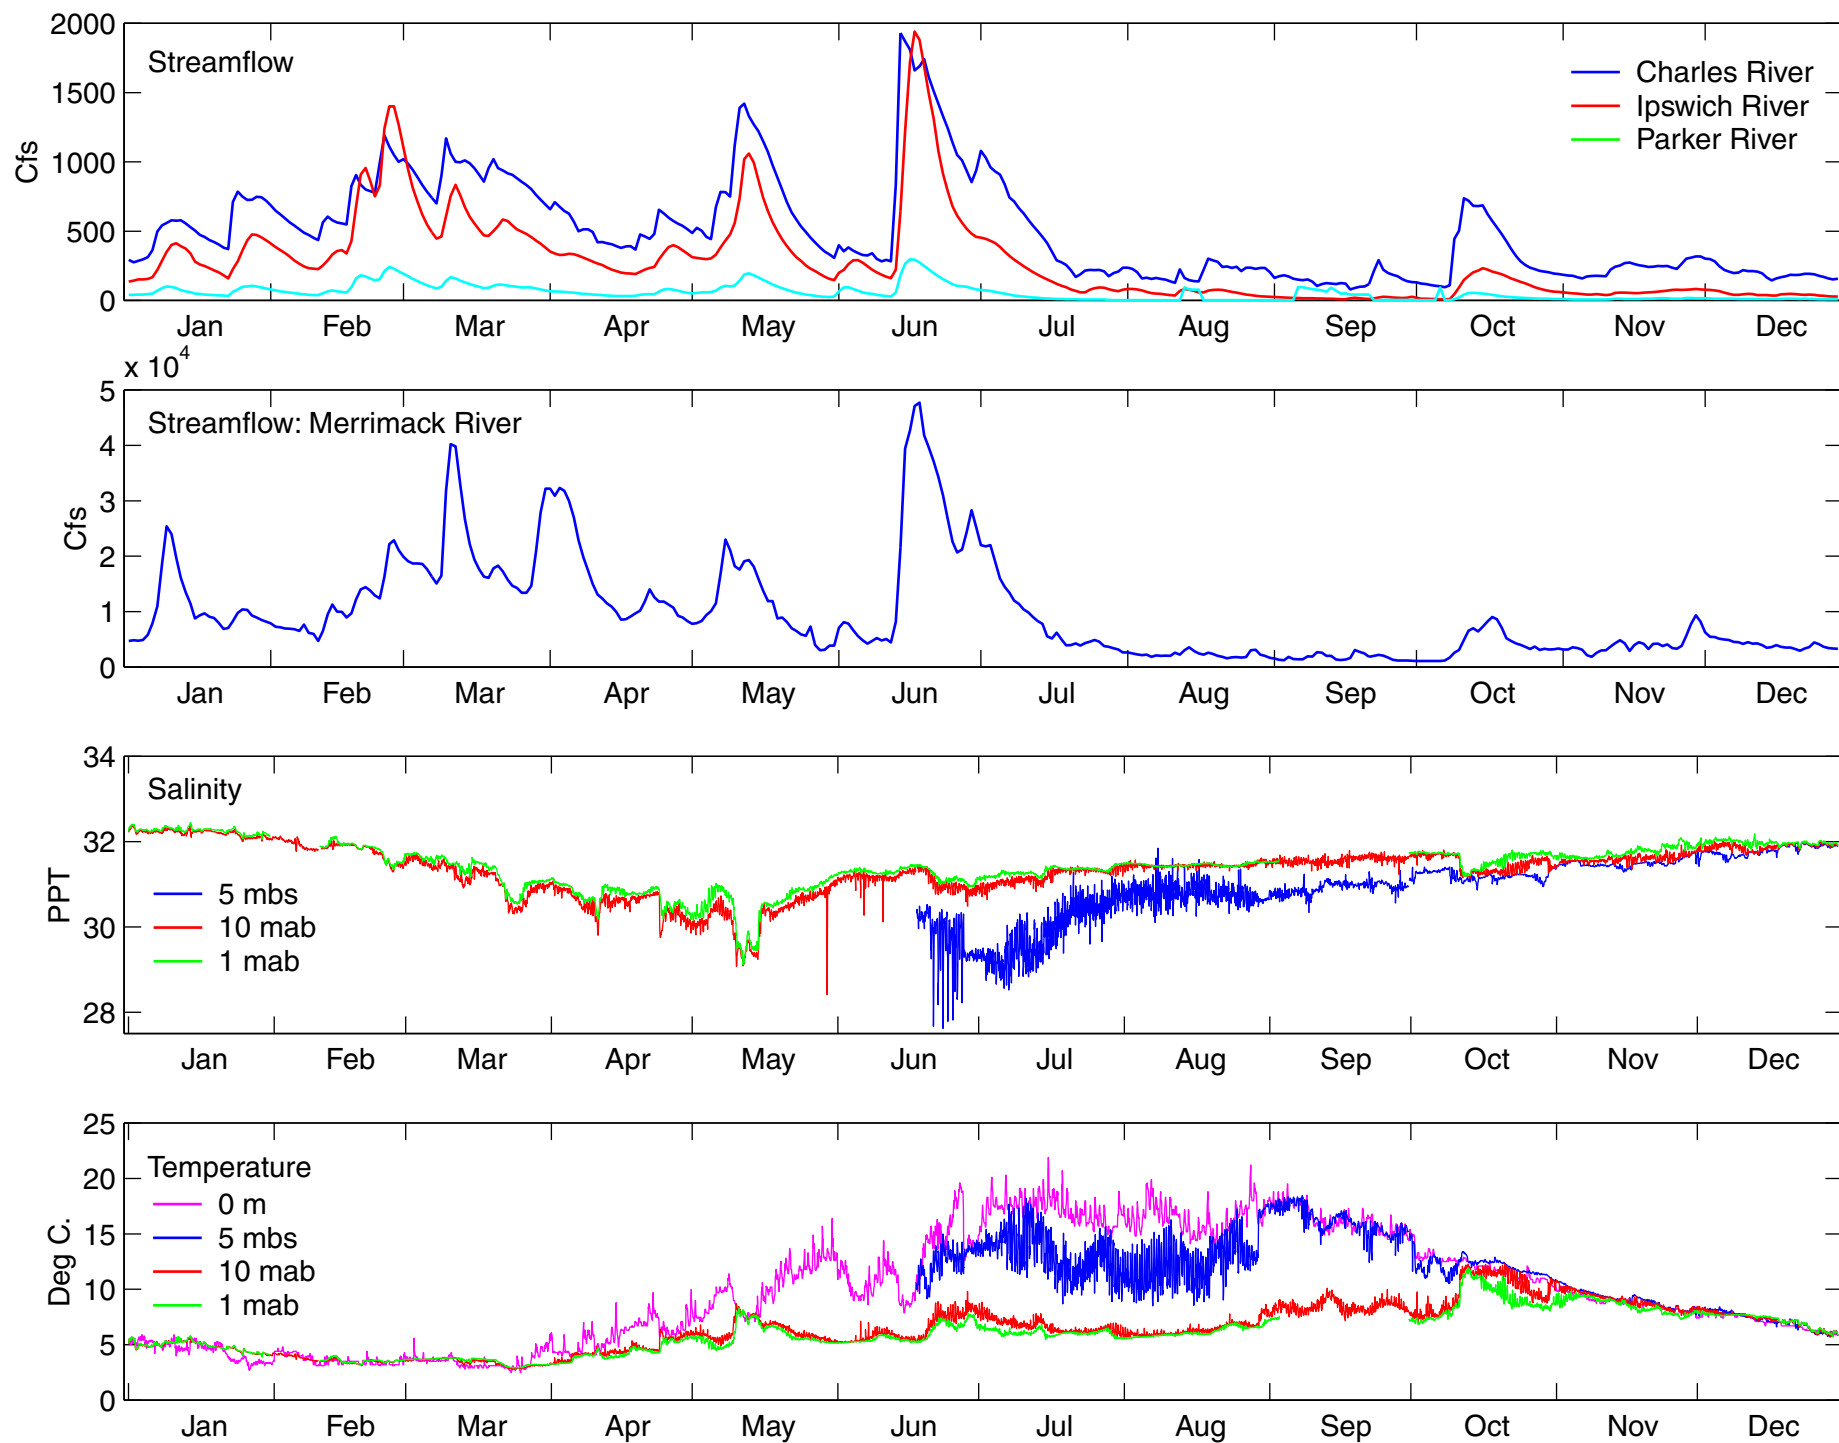 Streamflow
Charles River
Ipswich River
Parker River
2000
1500
1000
500
0
Cfs
Jan Feb Mar Apr May Jun Jul Aug Sep Oct Nov Dec
x 10^4
Streamflow: Merrimack River
5
4
3
2
1
0
Cfs
Jan Feb Mar Apr May Jun Jul Aug Sep Oct Nov Dec
Salinity
5 mbs
10 mab
1 mab
34
32
30
28
PPT
Jan Feb Mar Apr May Jun Jul Aug Sep Oct Nov Dec
Temperature
0 m
5 mbs
10 mab
1 mab
25
20
15
10
5
0
Deg C.
Jan Feb Mar Apr May Jun Jul Aug Sep Oct Nov Dec